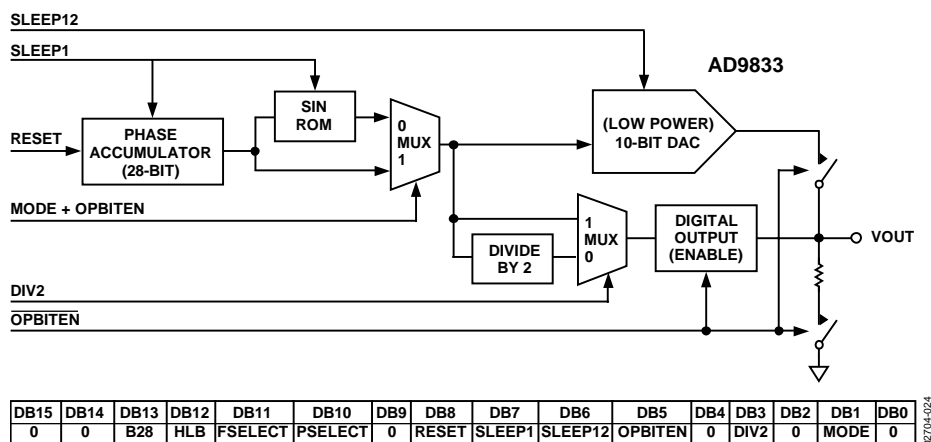 SLEEP12
SLEEP1
AD9833
RESET
PHASE
ACCUMULATOR
(28-BIT)
SIN
ROM
0
MUX
1
(LOW POWER)
10-BIT DAC
MODE + OPBITEN
1
MUX
0
DIVIDE
BY 2
DIGITAL
OUTPUT
(ENABLE)
VOUT
DIV2
OPBITEN
DB15 DB14 DB13 DB12 DB11 DB10 DB9 DB8 DB7 DB6 DB5 DB4 DB3 DB2 DB1 DB0
0 0 B28 HLB FSELECT PSELECT 0 RESET SLEEP1 SLEEP12 OPBITEN 0 DIV2 0 MODE 0
02704-024